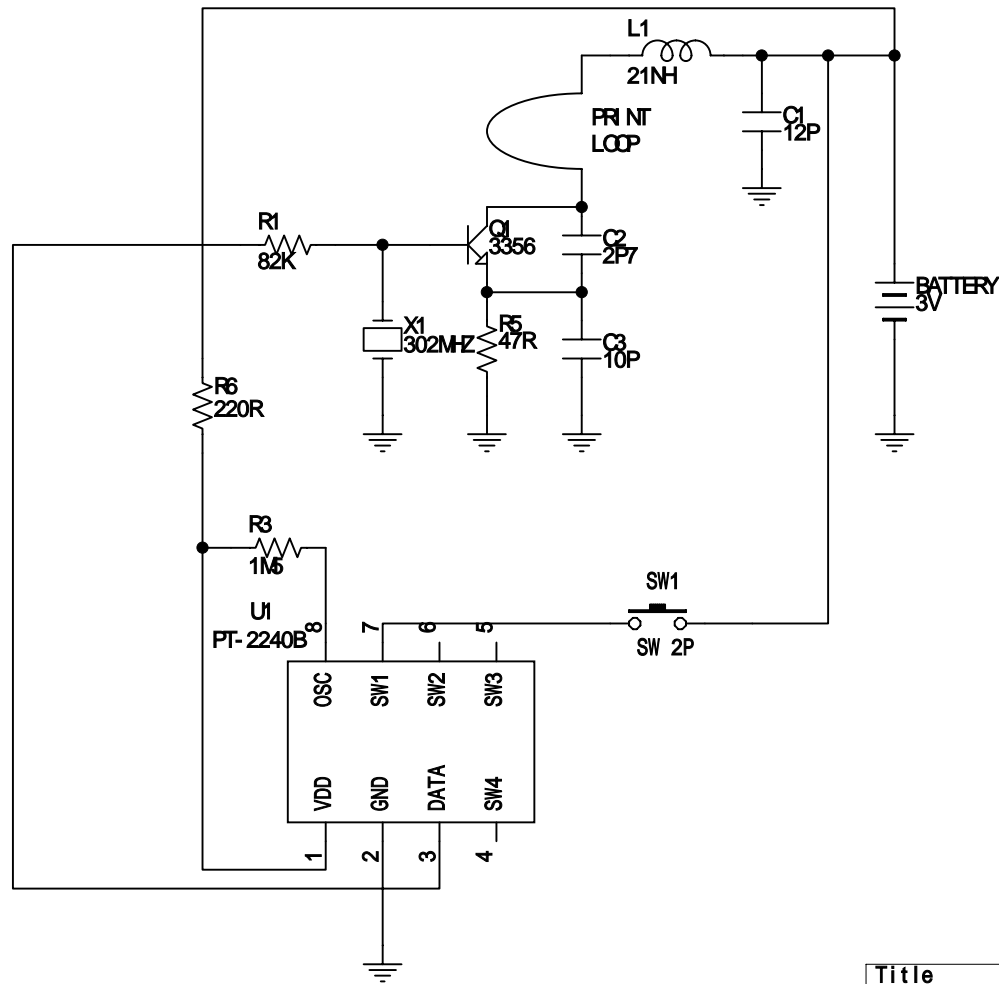 L1
21NH
PRINT
LOOP
C1
12P
R1
82K
Q1
3356
C2
2P7
BATTERY
3V
X1
302MHZ
R5
47R
C3
10P
R6
220R
R3
1M5
SW1
SW 2P
U1
PT-2240B
8
7
6
5
OSC
SW1
SW2
SW3
VDD
GND
DATA
SW4
1
2
3
4
Title